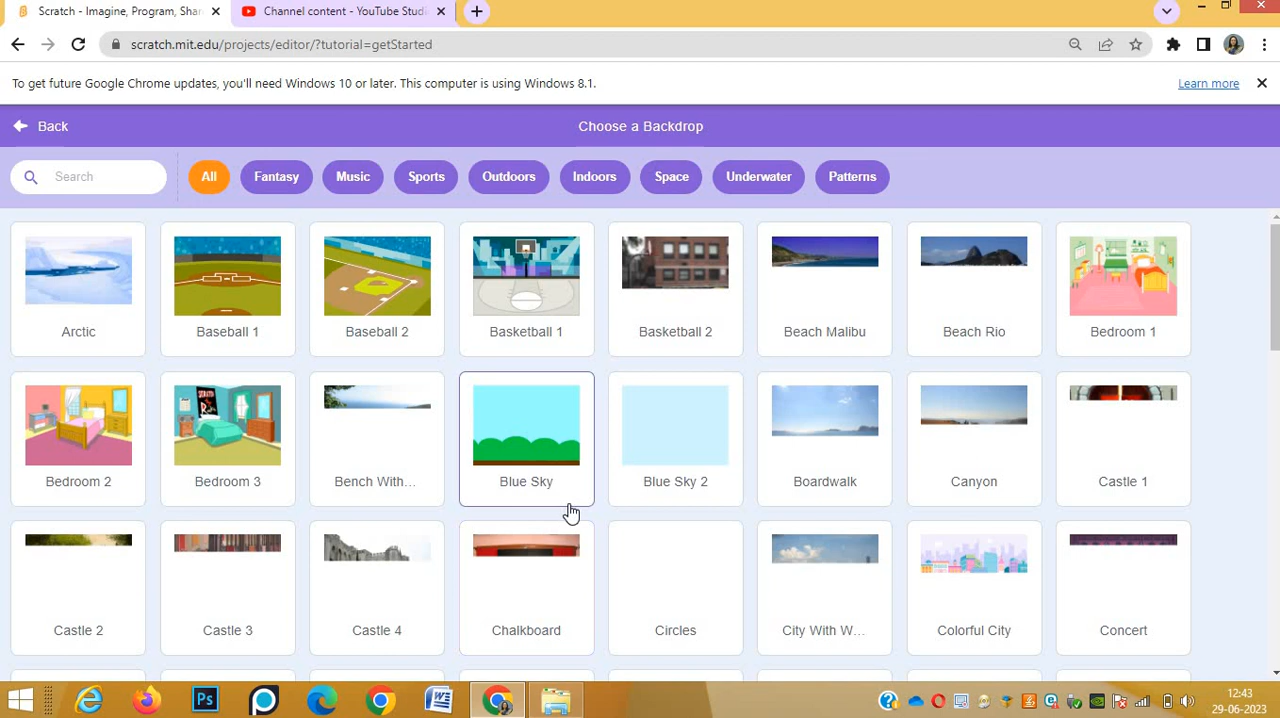 Scratch - Imagine, Program, Shar
Channel content - YouTube Studi
scratch.mit.edu/projects/editor/?tutorial=getStarted
To get future Google Chrome updates, you'll need Windows 10 or later. This computer is using Windows 8.1.
Learn more
Back
Choose a Backdrop
Search
All
Fantasy
Music
Sports
Outdoors
Indoors
Space
Underwater
Patterns
Arctic
Baseball 1
Baseball 2
Basketball 1
Basketball 2
Beach Malibu
Beach Rio
Bedroom 1
Bedroom 2
Bedroom 3
Bench With...
Blue Sky
Blue Sky 2
Boardwalk
Canyon
Castle 1
Castle 2
Castle 3
Castle 4
Chalkboard
Circles
City With W...
Colorful City
Concert
Ps
12:43
29-06-2023